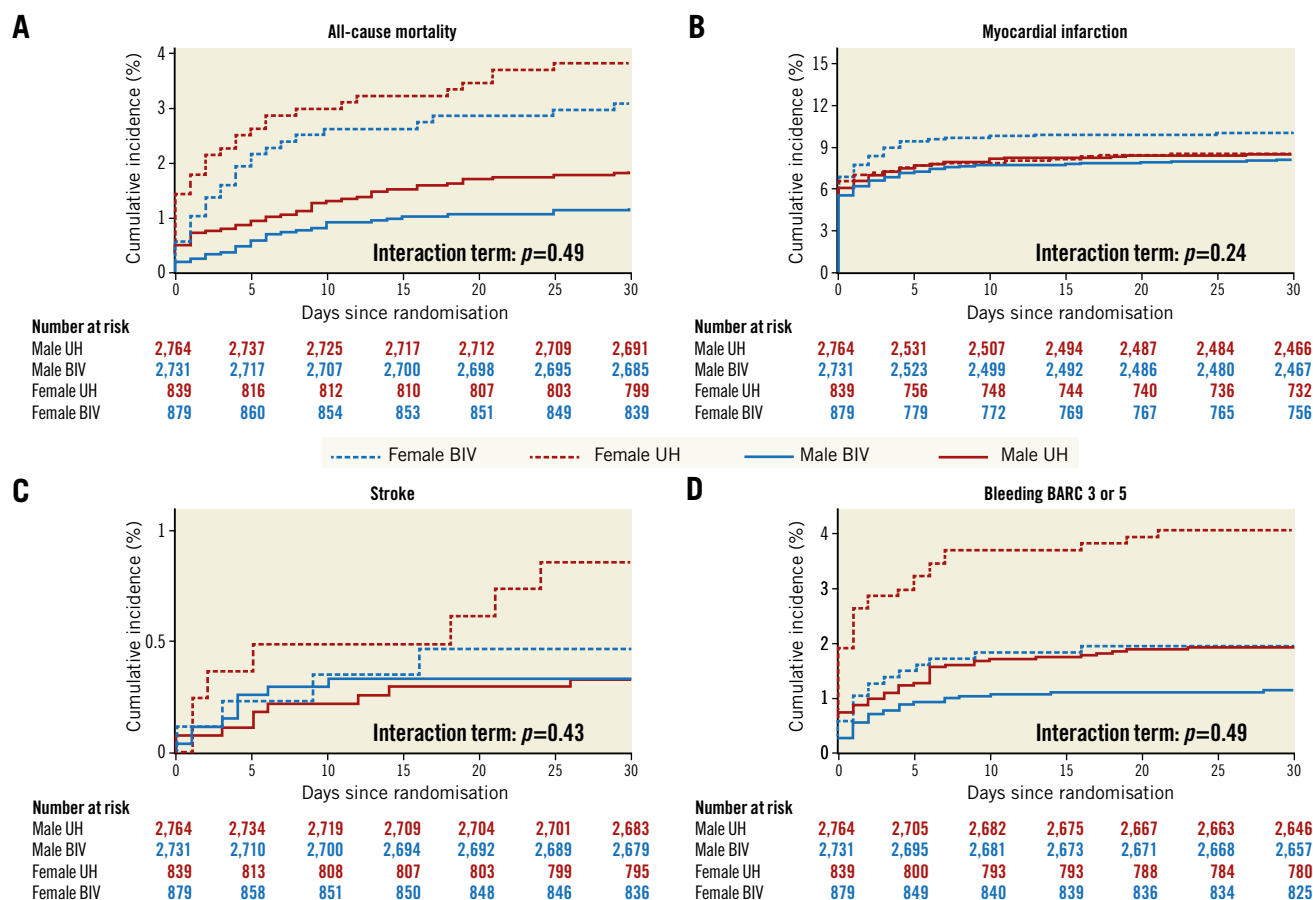 A
All-cause mortality
Cumulative incidence (%)
4
3
2
1
0
0 5 10 15 20 25 30
Interaction term: p=0.49
Days since randomisation
Number at risk
Male UH 2,764 2,737 2,725 2,717 2,712 2,709 2,691
Male BIV 2,731 2,717 2,707 2,700 2,698 2,695 2,685
Female UH 839 816 812 810 807 803 799
Female BIV 879 860 854 853 851 849 839
B
Myocardial infarction
Cumulative incidence (%)
15
12
9
6
3
0
0 5 10 15 20 25 30
Interaction term: p=0.24
Days since randomisation
Number at risk
Male UH 2,764 2,531 2,507 2,494 2,487 2,484 2,466
Male BIV 2,731 2,523 2,499 2,492 2,486 2,480 2,467
Female UH 839 756 748 744 740 736 732
Female BIV 879 779 772 769 767 765 756
Female BIV Female UH Male BIV Male UH
C
Stroke
Cumulative incidence (%)
1
0.5
0
0 5 10 15 20 25 30
Interaction term: p=0.43
Days since randomisation
Number at risk
Male UH 2,764 2,734 2,719 2,709 2,704 2,701 2,683
Male BIV 2,731 2,710 2,700 2,694 2,692 2,689 2,679
Female UH 839 813 808 807 803 799 795
Female BIV 879 858 851 850 848 846 836
D
Bleeding BARC 3 or 5
Cumulative incidence (%)
4
3
2
1
0
0 5 10 15 20 25 30
Interaction term: p=0.49
Days since randomisation
Number at risk
Male UH 2,764 2,705 2,682 2,675 2,667 2,663 2,646
Male BIV 2,731 2,695 2,681 2,673 2,671 2,668 2,657
Female UH 839 800 793 793 788 784 780
Female BIV 879 849 840 839 836 834 825